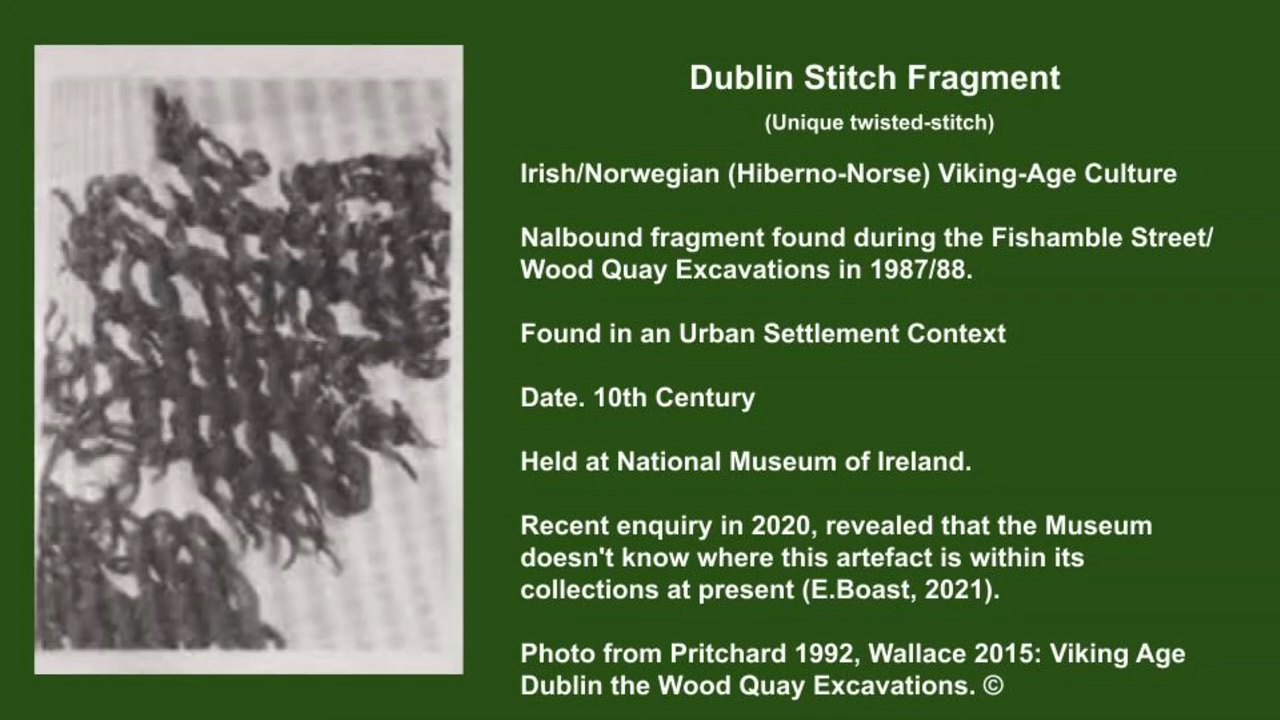 Dublin Stitch Fragment
(Unique twisted-stitch)
Irish/Norwegian (Hiberno-Norse) Viking-Age Culture
Nalbound fragment found during the Fishamble Street/
Wood Quay Excavations in 1987/88.
Found in an Urban Settlement Context
Date. 10th Century
Held at National Museum of Ireland.
Recent enquiry in 2020, revealed that the Museum
doesn't know where this artefact is within its
collections at present (E.Boast, 2021).
Photo from Pritchard 1992, Wallace 2015: Viking Age
Dublin the Wood Quay Excavations. ©